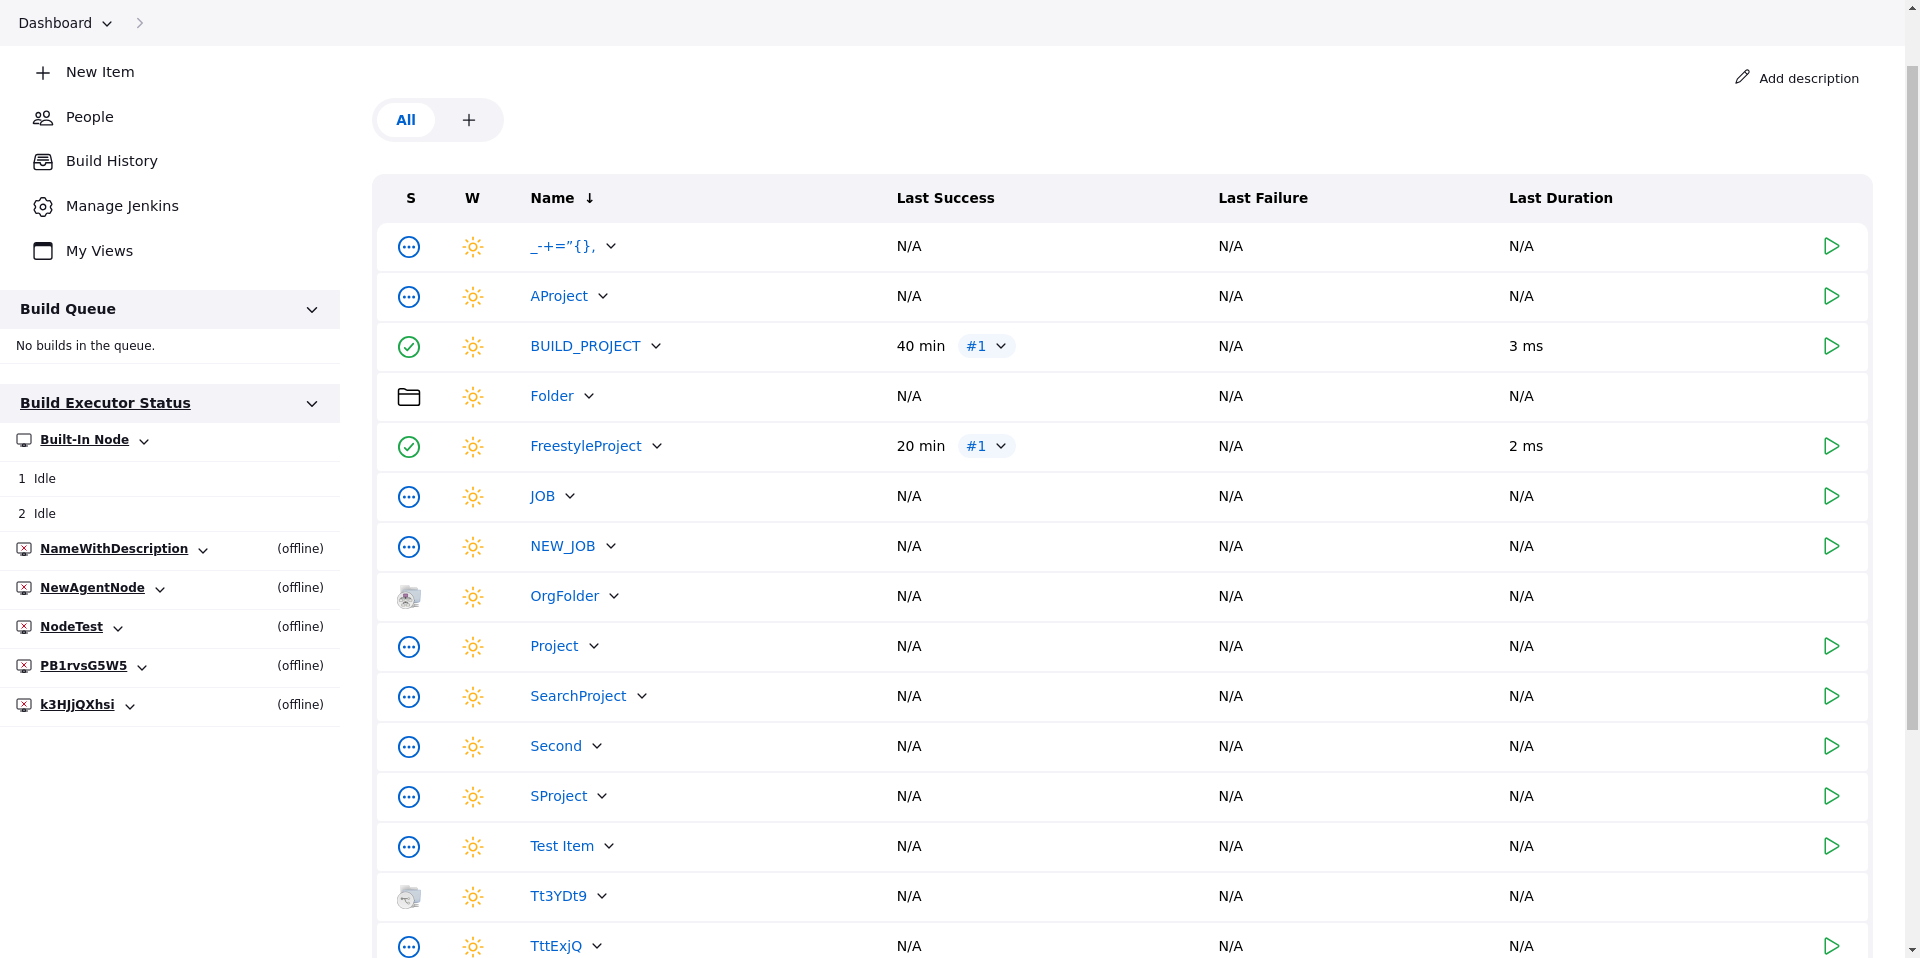 Dashboard
New Item
People
Build History
Manage Jenkins
My Views
Build Queue
No builds in the queue.
Build Executor Status
Built-In Node
1 Idle
2 Idle
NameWithDescription (offline)
NewAgentNode (offline)
NodeTest (offline)
PB1rvsG5W5 (offline)
k3HJjQXhsi (offline)
Add description
All +
S W Name ↓ Last Success Last Failure Last Duration
_-+=”{}, N/A N/A N/A
AProject N/A N/A N/A
BUILD_PROJECT 40 min #1 N/A 3 ms
Folder N/A N/A N/A
FreestyleProject 20 min #1 N/A 2 ms
JOB N/A N/A N/A
NEW_JOB N/A N/A N/A
OrgFolder N/A N/A N/A
Project N/A N/A N/A
SearchProject N/A N/A N/A
Second N/A N/A N/A
SProject N/A N/A N/A
Test Item N/A N/A N/A
Tt3YDt9 N/A N/A N/A
TttExjQ N/A N/A N/A